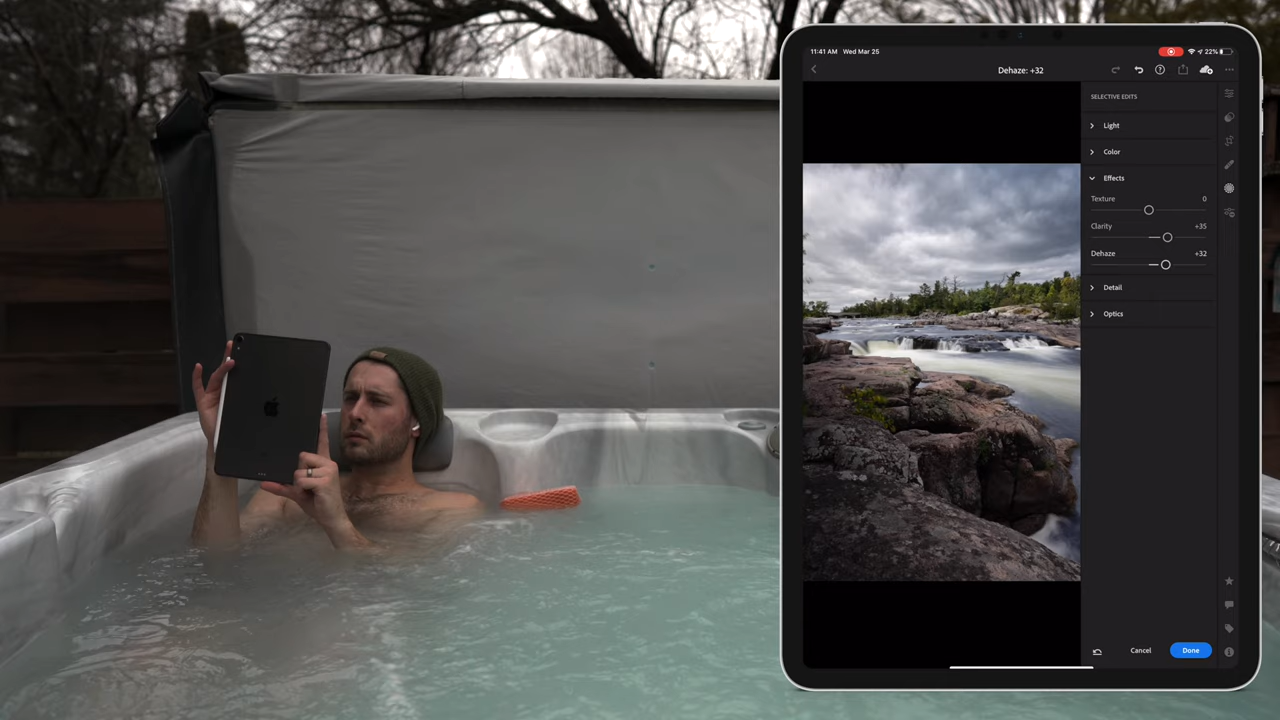 11:41 AM Wed Mar 25
22%
Dehaze: +32
SELECTIVE EDITS
Light
Color
Effects
Texture 0
Clarity +35
Dehaze +32
Detail
Optics
Cancel Done